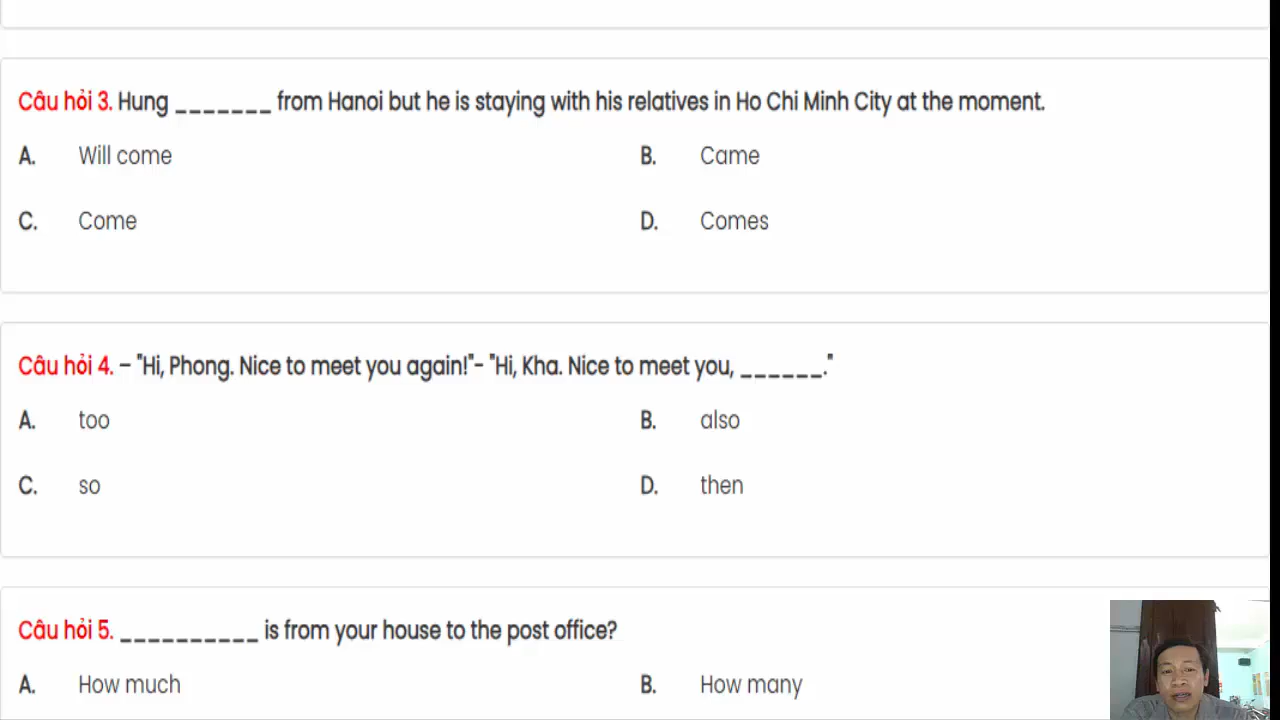 Câu hỏi 3. Hung _______ from Hanoi but he is staying with his relatives in Ho Chi Minh City at the moment.
A. Will come
B. Came
C. Come
D. Comes
Câu hỏi 4. – "Hi, Phong. Nice to meet you again!"- "Hi, Kha. Nice to meet you, ______."
A. too
B. also
C. so
D. then
Câu hỏi 5. __________ is from your house to the post office?
A. How much
B. How many